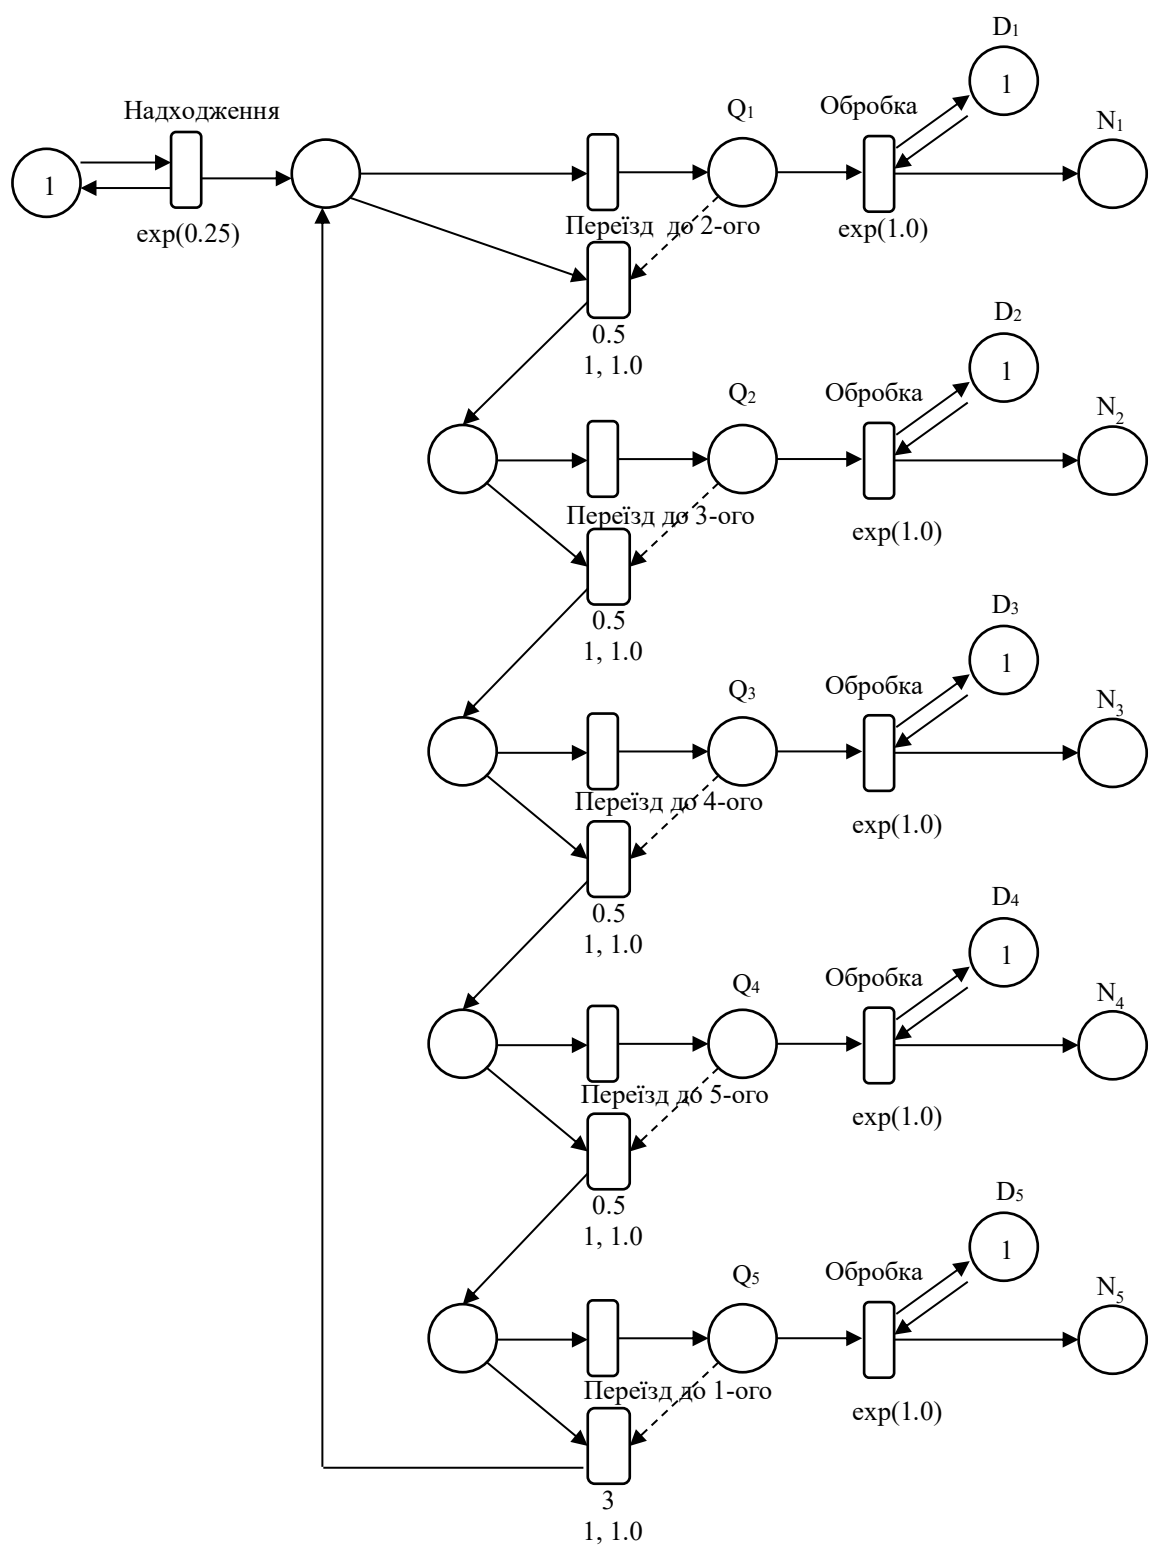 D1
1
Надходження
Q1
Обробка
N1
1
exp(0.25)
Переїзд до 2-ого
exp(1.0)
0.5
1, 1.0
D2
1
Q2
Обробка
N2
Переїзд до 3-ого
exp(1.0)
0.5
1, 1.0
D3
1
Q3
Обробка
N3
Переїзд до 4-ого
exp(1.0)
0.5
1, 1.0
D4
1
Q4
Обробка
N4
Переїзд до 5-ого
exp(1.0)
0.5
1, 1.0
D5
1
Q5
Обробка
N5
Переїзд до 1-ого
exp(1.0)
3
1, 1.0